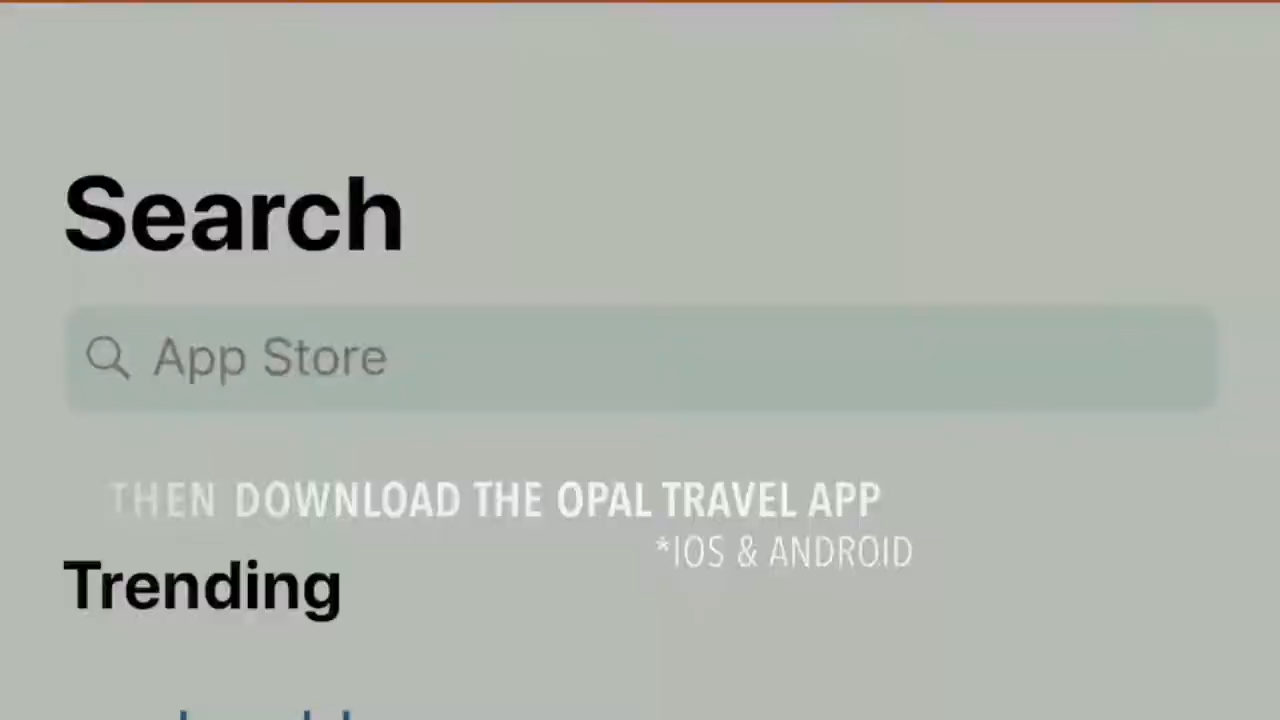 Search
App Store
THEN DOWNLOAD THE OPAL TRAVEL APP
*IOS & ANDROID
Trending